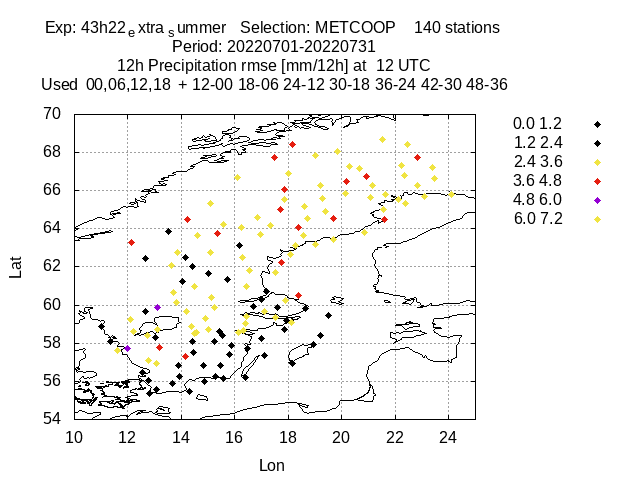 Exp: 43h22extrasummer Selection: METCOOP 140 stations
Period: 20220701-20220731
12h Precipitation rmse [mm/12h] at 12 UTC
Used 00,06,12,18 + 12-00 18-06 24-12 30-18 36-24 42-30 48-36
70
68
66
64
62
60
58
56
54
10 12 14 16 18 20 22 24
Lat
Lon
0.0 1.2
1.2 2.4
2.4 3.6
3.6 4.8
4.8 6.0
6.0 7.2